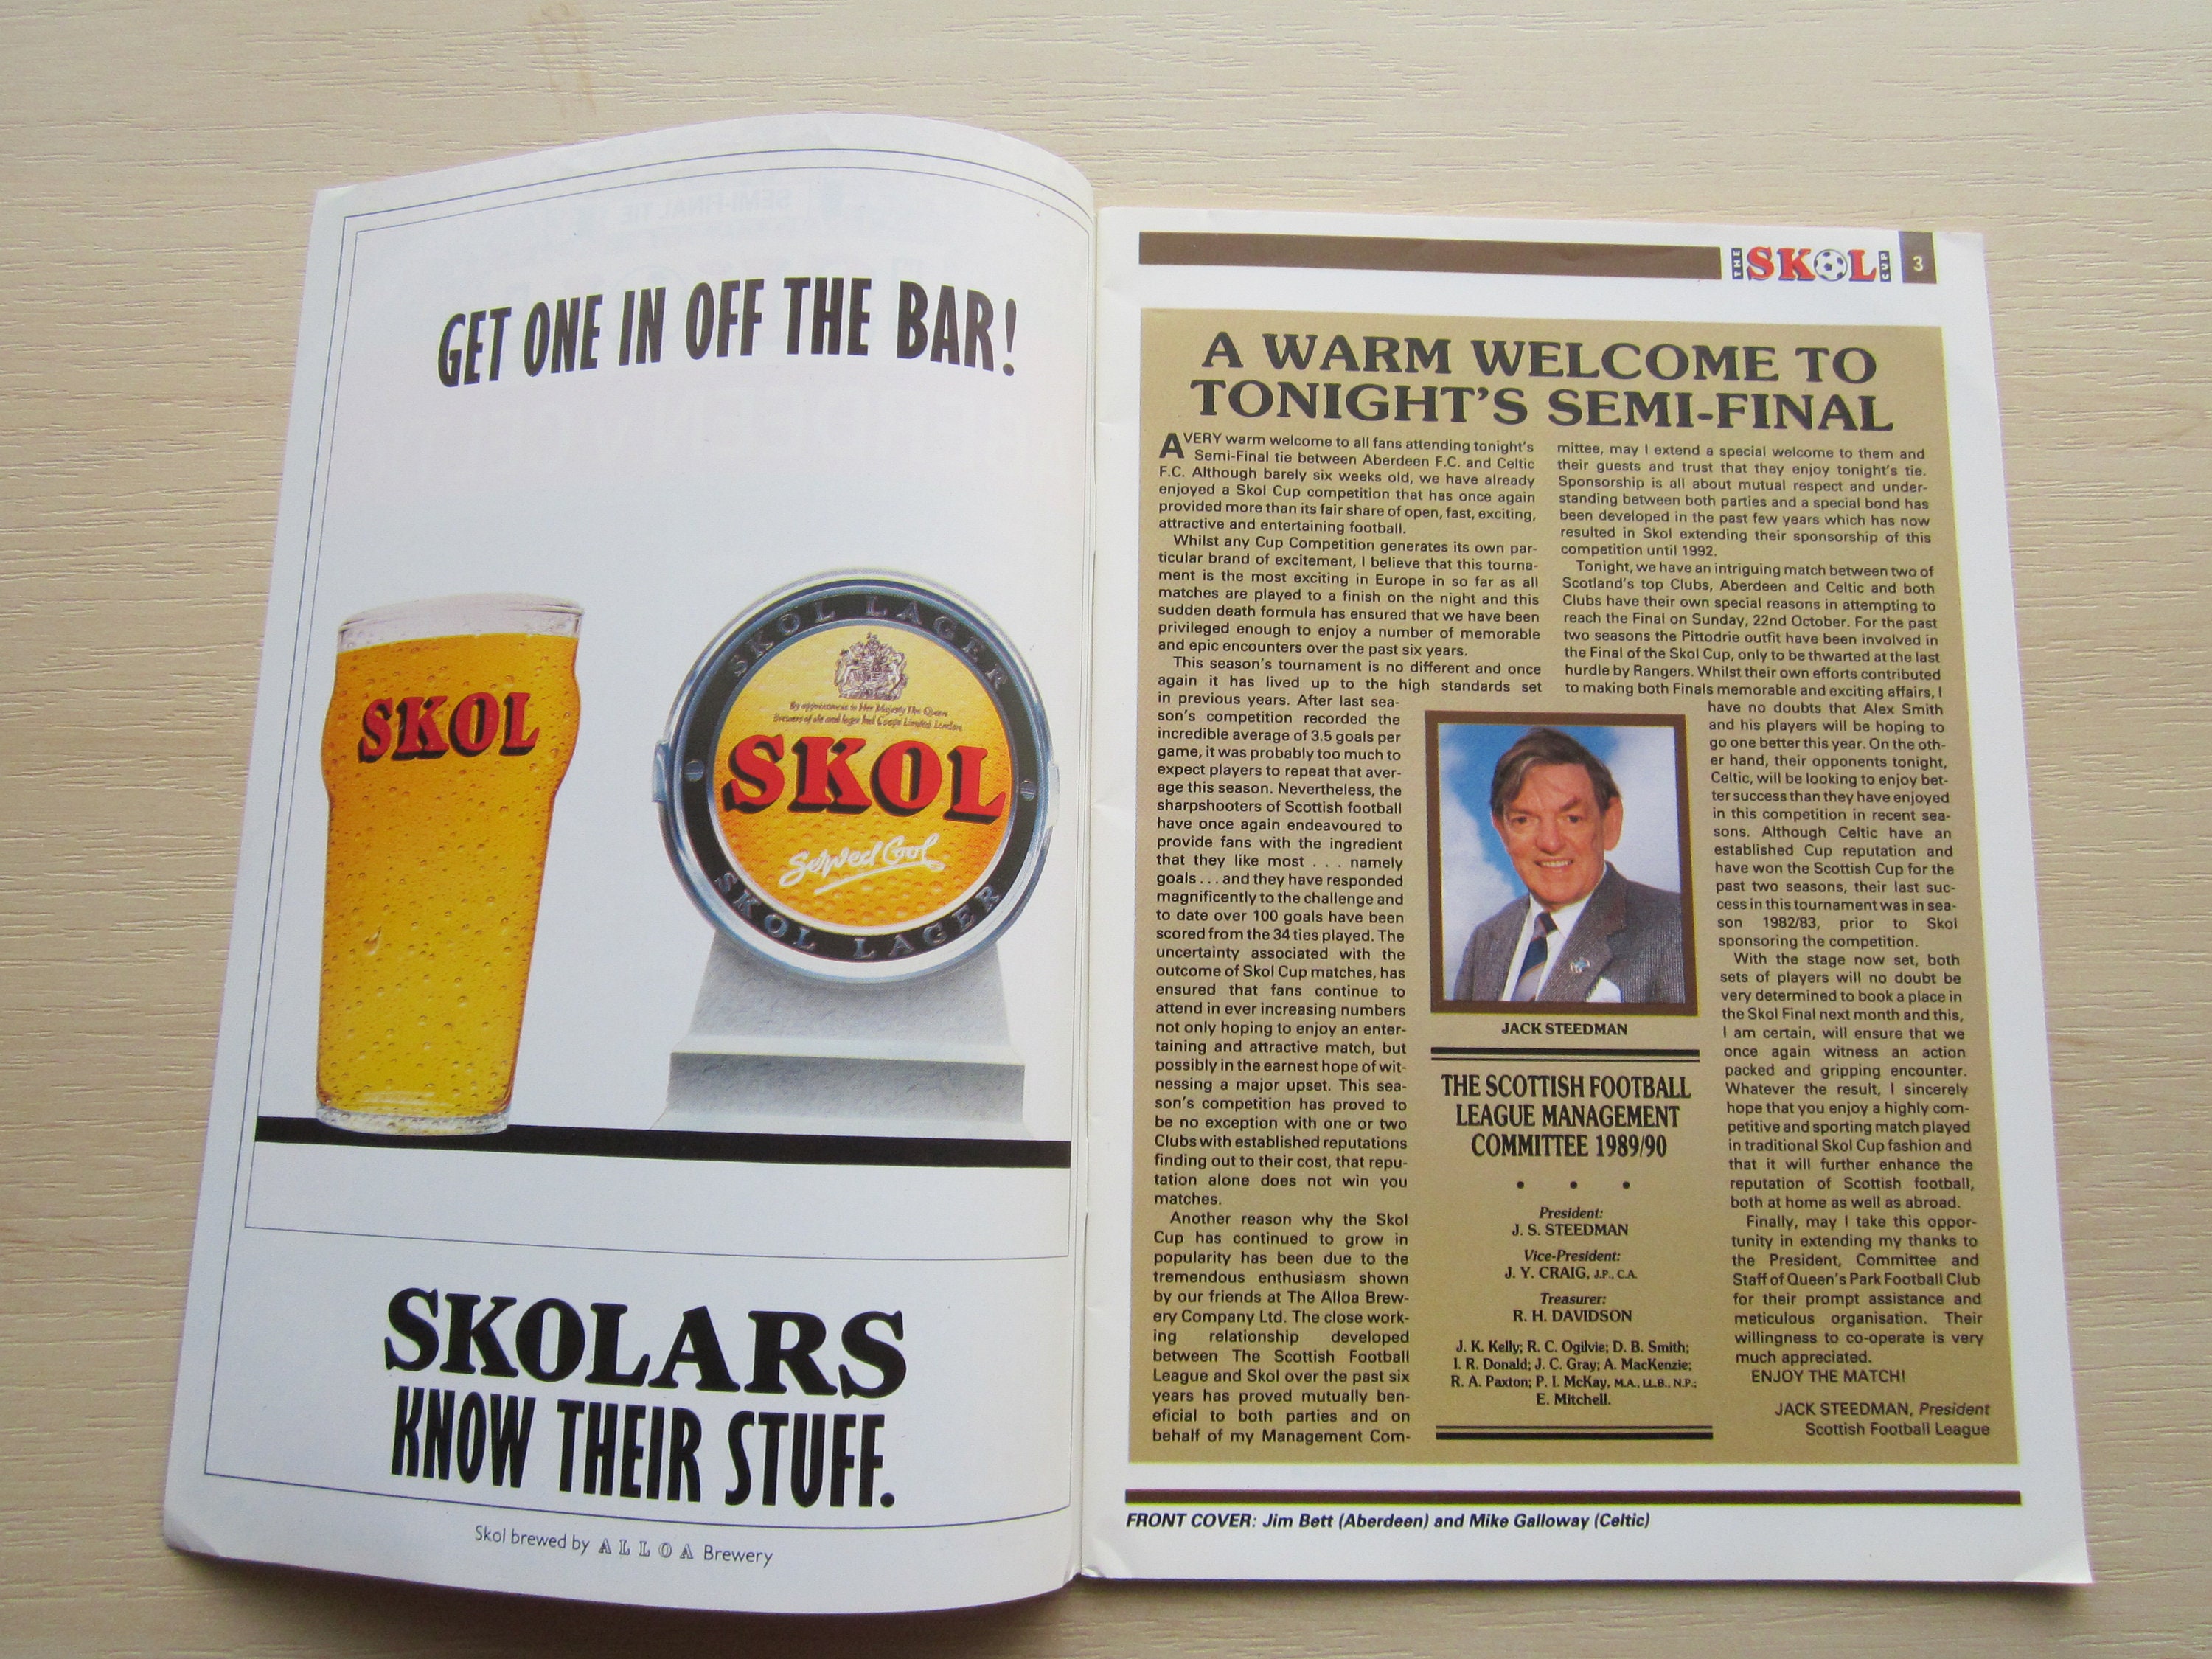 GET ONE IN OFF THE BAR!
SKOL
SKOL LAGER
By appointment to Her Majesty The Queen
Brewers of ale and lager Ind Coope Limited London
SKOL
Served Cool
SKOL LAGER
SKOLARS
KNOW THEIR STUFF.
Skol brewed by ALLOA Brewery
THE SKOL CUP
3
A WARM WELCOME TO
TONIGHT'S SEMI-FINAL
A VERY warm welcome to all fans attending tonight's
Semi-Final tie between Aberdeen F.C. and Celtic
F.C. Although barely six weeks old, we have already
enjoyed a Skol Cup competition that has once again
provided more than its fair share of open, fast, exciting,
attractive and entertaining football.
Whilst any Cup Competition generates its own par-
ticular brand of excitement, I believe that this tourna-
ment is the most exciting in Europe in so far as all
matches are played to a finish on the night and this
sudden death formula has ensured that we have been
privileged enough to enjoy a number of memorable
and epic encounters over the past six years.
This season's tournament is no different and once
again it has lived up to the high standards set
in previous years. After last sea-
son's competition recorded the
incredible average of 3.5 goals per
game, it was probably too much to
expect players to repeat that aver-
age this season. Nevertheless, the
sharpshooters of Scottish football
have once again endeavoured to
provide fans with the ingredient
that they like most . . . namely
goals . . . and they have responded
magnificently to the challenge and
to date over 100 goals have been
scored from the 34 ties played. The
uncertainty associated with the
outcome of Skol Cup matches, has
ensured that fans continue to
attend in ever increasing numbers
not only hoping to enjoy an enter-
taining and attractive match, but
possibly in the earnest hope of wit-
nessing a major upset. This sea-
son's competition has proved to
be no exception with one or two
Clubs with established reputations
finding out to their cost, that repu-
tation alone does not win you
matches.
Another reason why the Skol
Cup has continued to grow in
popularity has been due to the
tremendous enthusiasm shown
by our friends at The Alloa Brew-
ery Company Ltd. The close work-
ing relationship developed
between The Scottish Football
League and Skol over the past six
years has proved mutually ben-
eficial to both parties and on
behalf of my Management Com-
mittee, may I extend a special welcome to them and
their guests and trust that they enjoy tonight's tie.
Sponsorship is all about mutual respect and under-
standing between both parties and a special bond has
been developed in the past few years which has now
resulted in Skol extending their sponsorship of this
competition until 1992.
Tonight, we have an intriguing match between two of
Scotland's top Clubs, Aberdeen and Celtic and both
Clubs have their own special reasons in attempting to
reach the Final on Sunday, 22nd October. For the past
two seasons the Pittodrie outfit have been involved in
the Final of the Skol Cup, only to be thwarted at the last
hurdle by Rangers. Whilst their own efforts contributed
to making both Finals memorable and exciting affairs, I
have no doubts that Alex Smith
and his players will be hoping to
go one better this year. On the oth-
er hand, their opponents tonight,
Celtic, will be looking to enjoy bet-
ter success than they have enjoyed
in this competition in recent sea-
sons. Although Celtic have an
established Cup reputation and
have won the Scottish Cup for the
past two seasons, their last suc-
cess in this tournament was in sea-
son 1982/83, prior to Skol
sponsoring the competition.
With the stage now set, both
sets of players will no doubt be
very determined to book a place in
the Skol Final next month and this,
I am certain, will ensure that we
once again witness an action
packed and gripping encounter.
Whatever the result, I sincerely
hope that you enjoy a highly com-
petitive and sporting match played
in traditional Skol Cup fashion and
that it will further enhance the
reputation of Scottish football,
both at home as well as abroad.
Finally, may I take this oppor-
tunity in extending my thanks to
the President, Committee and
Staff of Queen's Park Football Club
for their prompt assistance and
meticulous organisation. Their
willingness to co-operate is very
much appreciated.
ENJOY THE MATCH!
JACK STEEDMAN, President
Scottish Football League
JACK STEEDMAN
THE SCOTTISH FOOTBALL
LEAGUE MANAGEMENT
COMMITTEE 1989/90
• • •
President:
J. S. STEEDMAN
Vice-President:
J. Y. CRAIG, J.P., C.A.
Treasurer:
R. H. DAVIDSON
J. K. Kelly; R. C. Ogilvie; D. B. Smith;
I. R. Donald; J. C. Gray; A. MacKenzie;
R. A. Paxton; P. I. McKay, M.A., LL.B., N.P.;
E. Mitchell.
FRONT COVER: Jim Bett (Aberdeen) and Mike Galloway (Celtic)